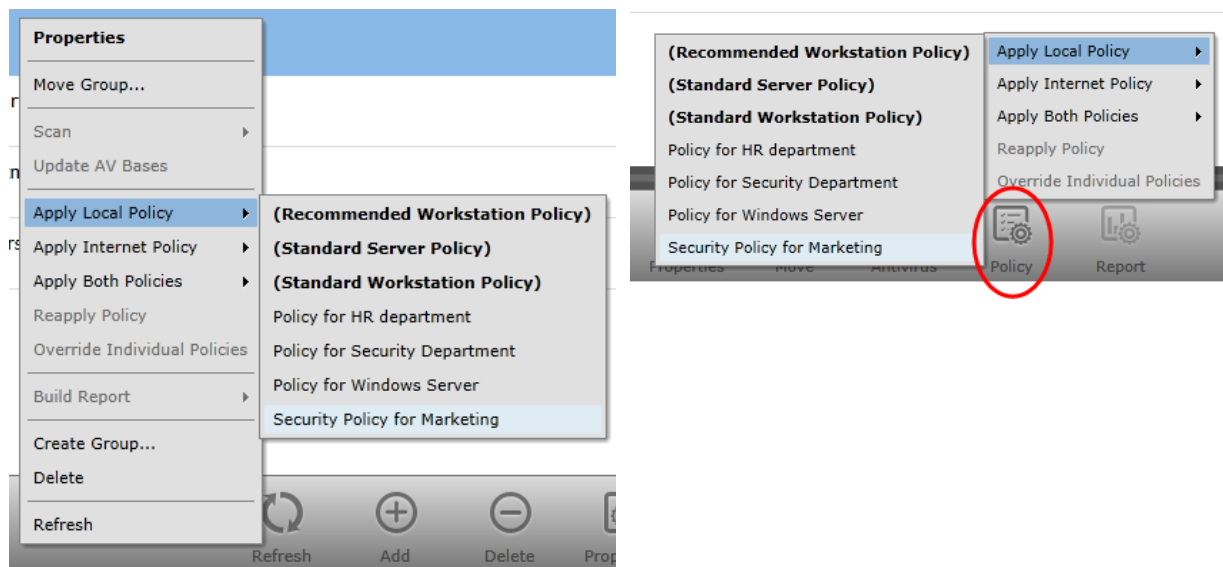 Properties
Move Group...
Scan
Update AV Bases
Apply Local Policy
Apply Internet Policy
Apply Both Policies
Reapply Policy
Override Individual Policies
Build Report
Create Group...
Delete
Refresh
(Recommended Workstation Policy)
(Standard Server Policy)
(Standard Workstation Policy)
Policy for HR department
Policy for Security Department
Policy for Windows Server
Security Policy for Marketing
Refresh
Add
Delete
(Recommended Workstation Policy)
(Standard Server Policy)
(Standard Workstation Policy)
Policy for HR department
Policy for Security Department
Policy for Windows Server
Security Policy for Marketing
Apply Local Policy
Apply Internet Policy
Apply Both Policies
Reapply Policy
Override Individual Policies
Properties
Move
Antivirus
Policy
Report